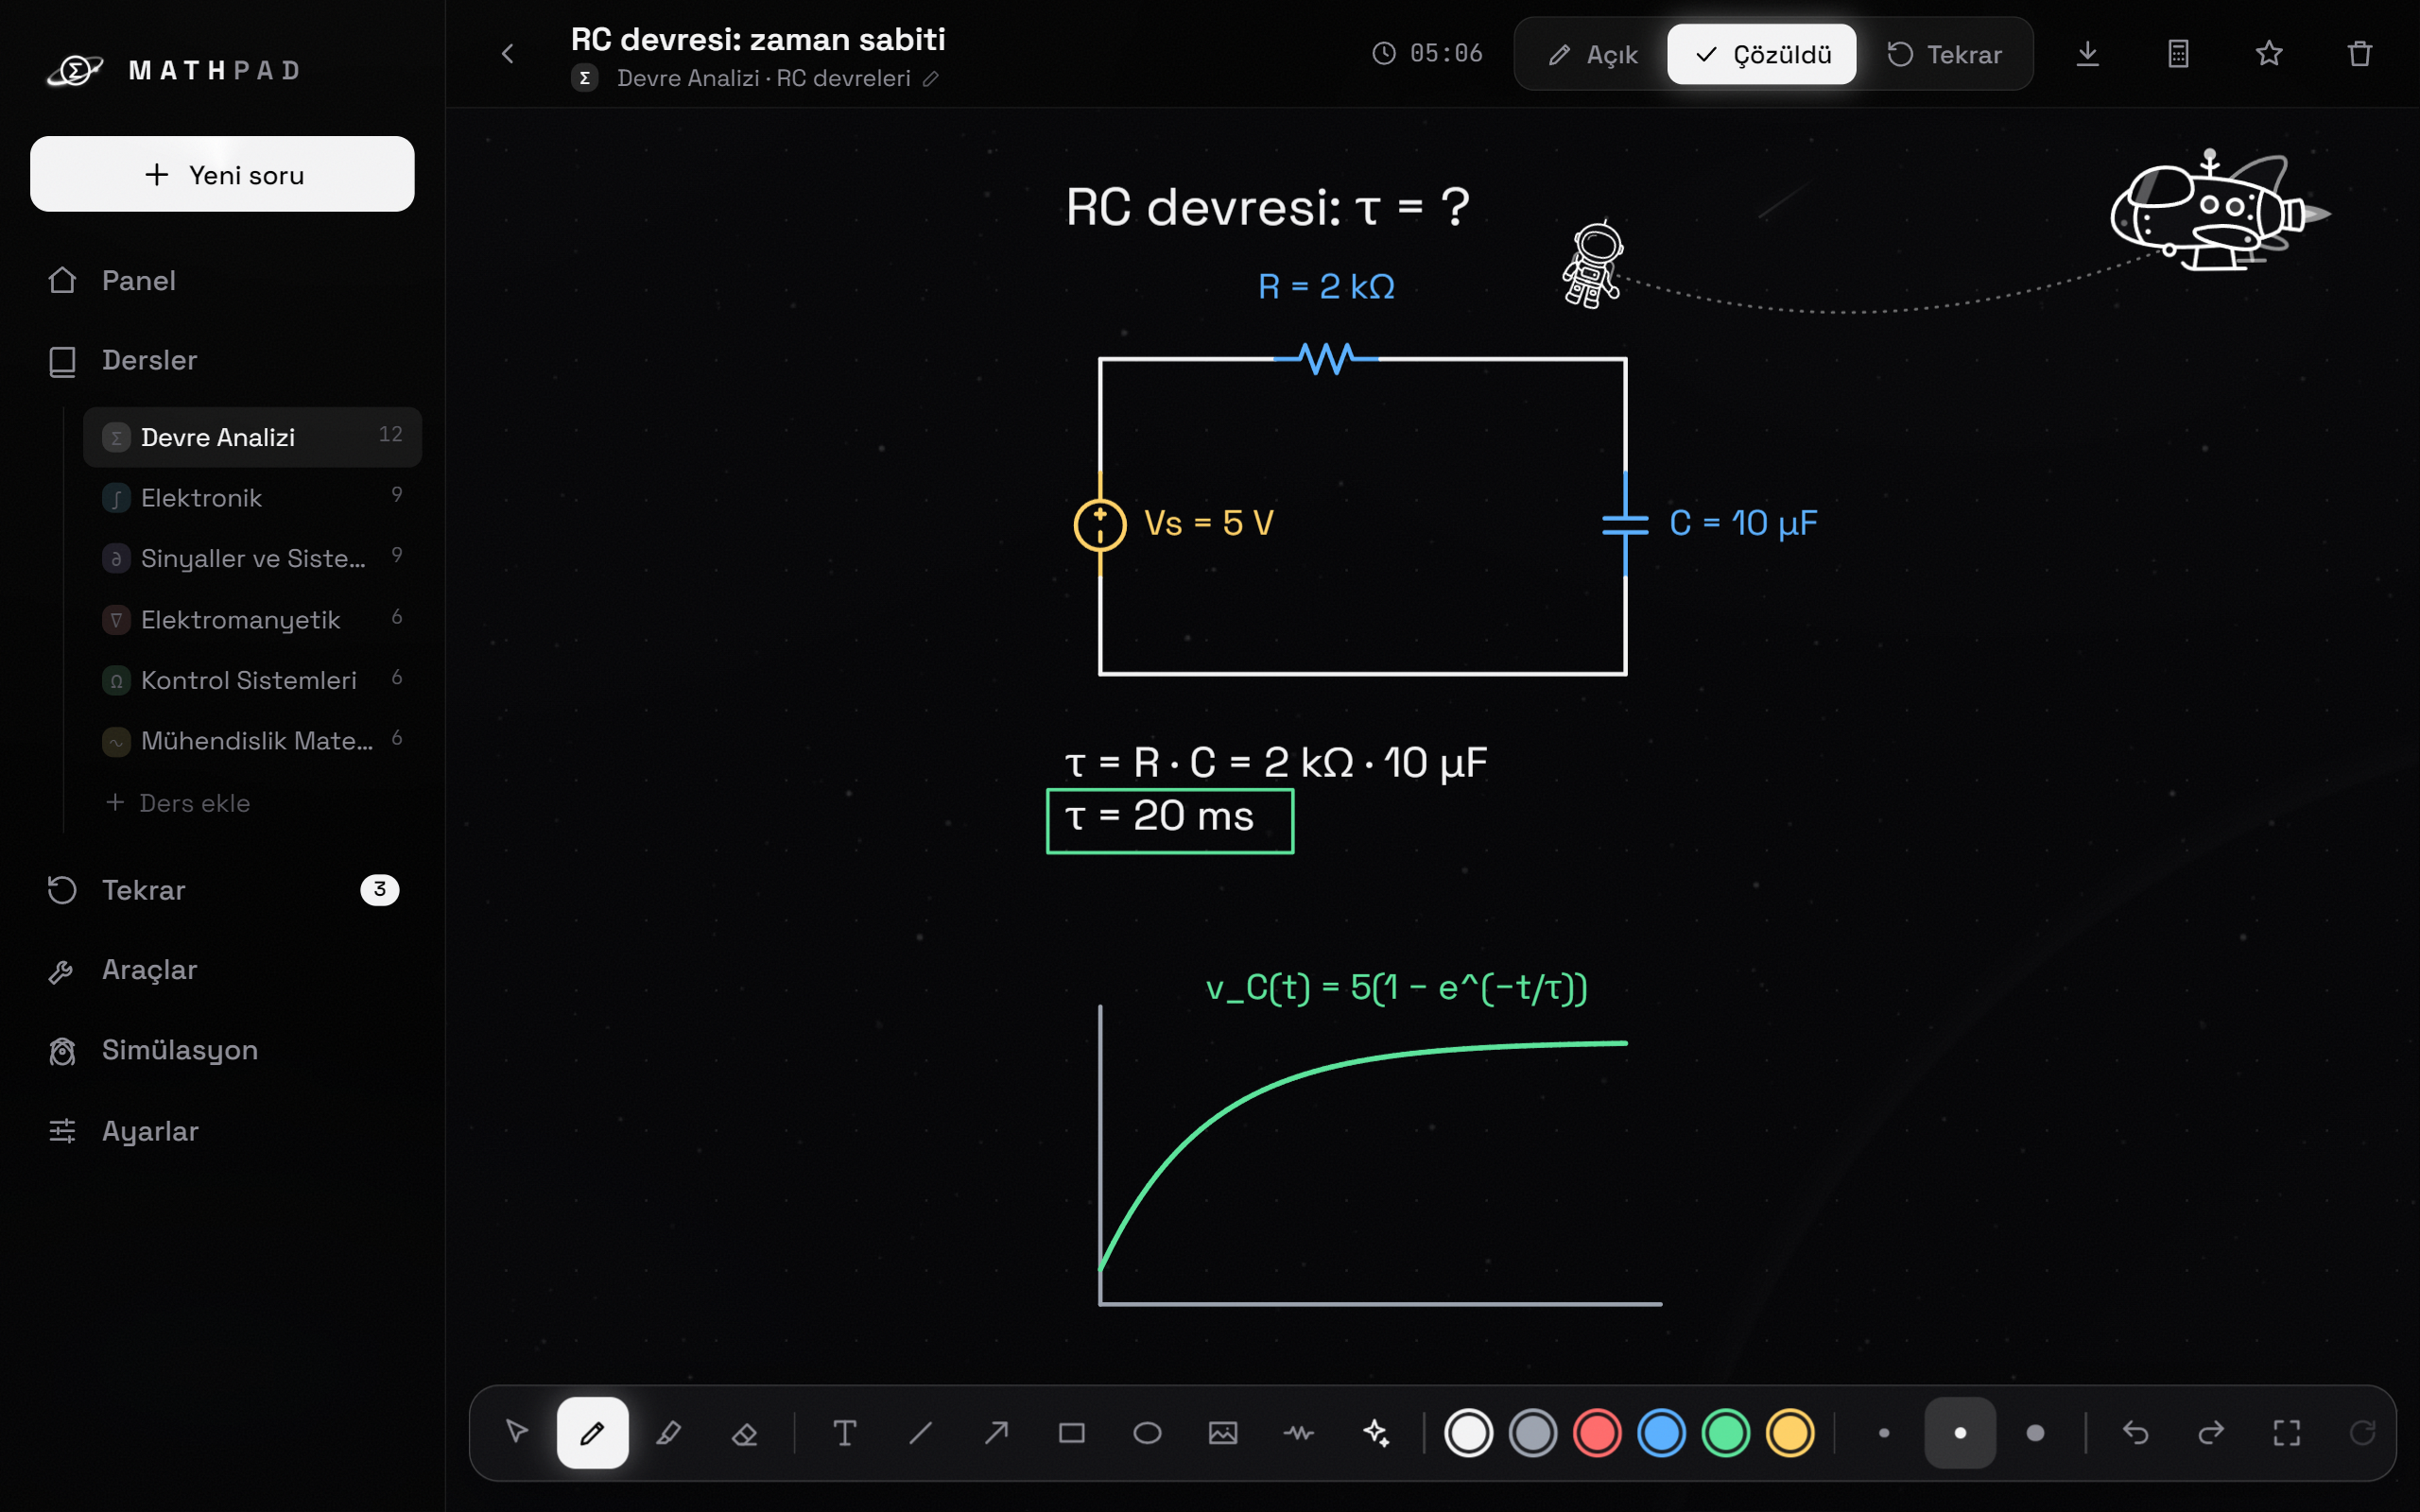 MATHPAD
Yeni soru
Panel
Dersler
Σ Devre Analizi 12
∫ Elektronik 9
∂ Sinyaller ve Siste... 9
∇ Elektromanyetik 6
Ω Kontrol Sistemleri 6
~ Mühendislik Mate... 6
+ Ders ekle
Tekrar 3
Araçlar
Simülasyon
Ayarlar
RC devresi: zaman sabiti
Σ Devre Analizi · RC devreleri
05:06
Açık
Çözüldü
Tekrar
RC devresi: τ = ?
R = 2 kΩ
Vs = 5 V
C = 10 µF
τ = R · C = 2 kΩ · 10 µF
τ = 20 ms
v_C(t) = 5(1 − e^(−t/τ))
T